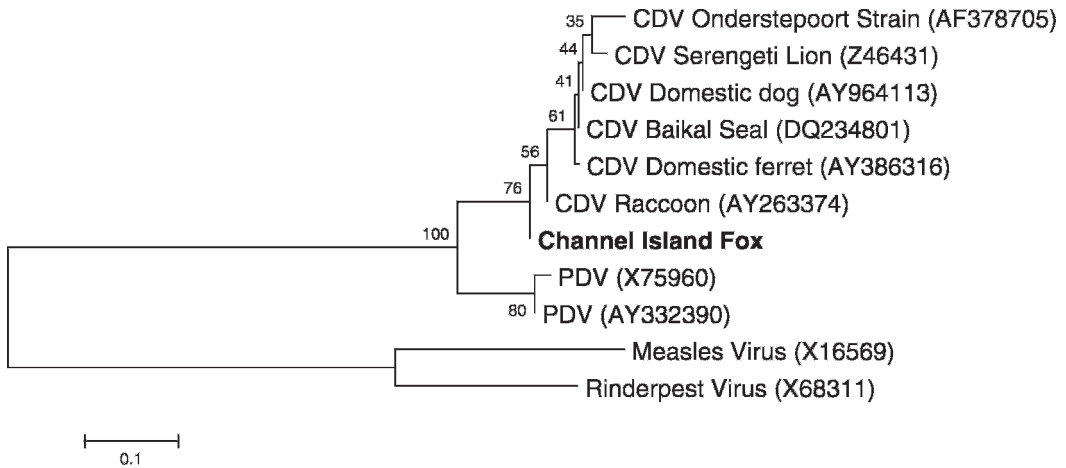 35
CDV Onderstepoort Strain (AF378705)
44
CDV Serengeti Lion (Z46431)
41
CDV Domestic dog (AY964113)
61
CDV Baikal Seal (DQ234801)
56
CDV Domestic ferret (AY386316)
76
CDV Raccoon (AY263374)
100
Channel Island Fox
PDV (X75960)
80
PDV (AY332390)
Measles Virus (X16569)
Rinderpest Virus (X68311)
0.1